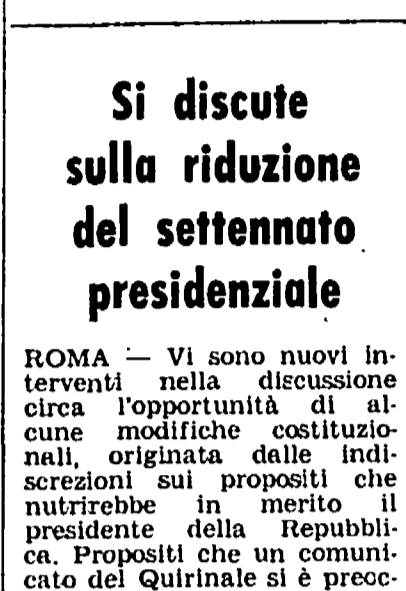 Si discute
sulla riduzione
del settennato
presidenziale
ROMA — Vi sono nuovi in-
terventi nella discussione
circa l'opportunità di al-
cune modifiche costituzio-
nali, originata dalle indi-
screzioni sui propositi che
nutrirebbe in merito il
presidente della Repubbli-
ca. Propositi che un comuni-
cato del Quirinale si è preoc-